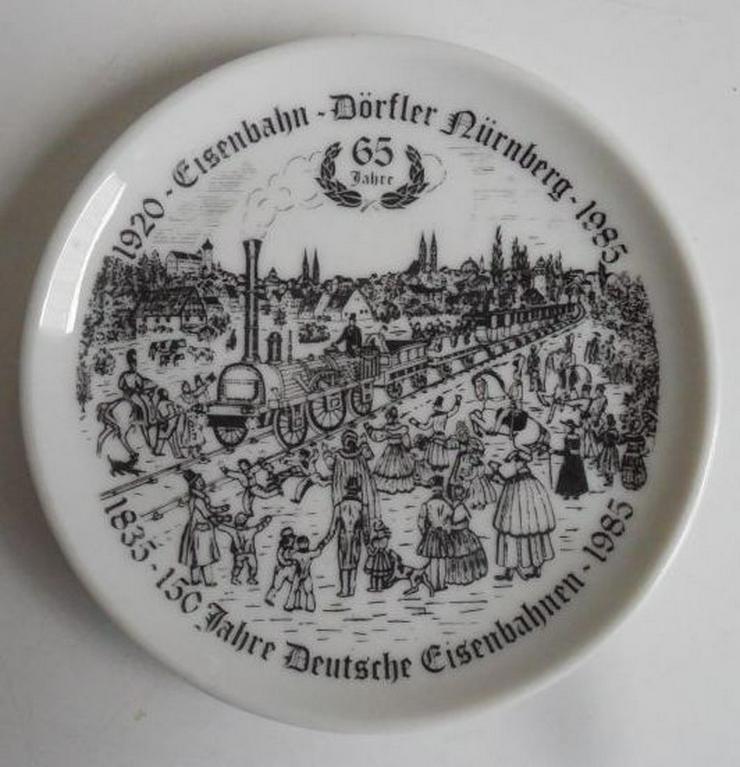 1920 - Eisenbahn - Dörfler Nürnberg - 1985
65
Jahre
1835 - 150 Jahre Deutsche Eisenbahnen - 1985